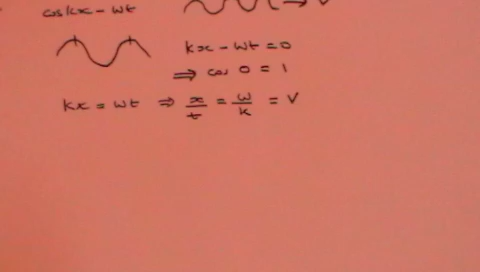 cos kx - wt → v
kx - wt = 0
⇒ cos 0 = 1
kx = wt ⇒ x/t = w/k = v